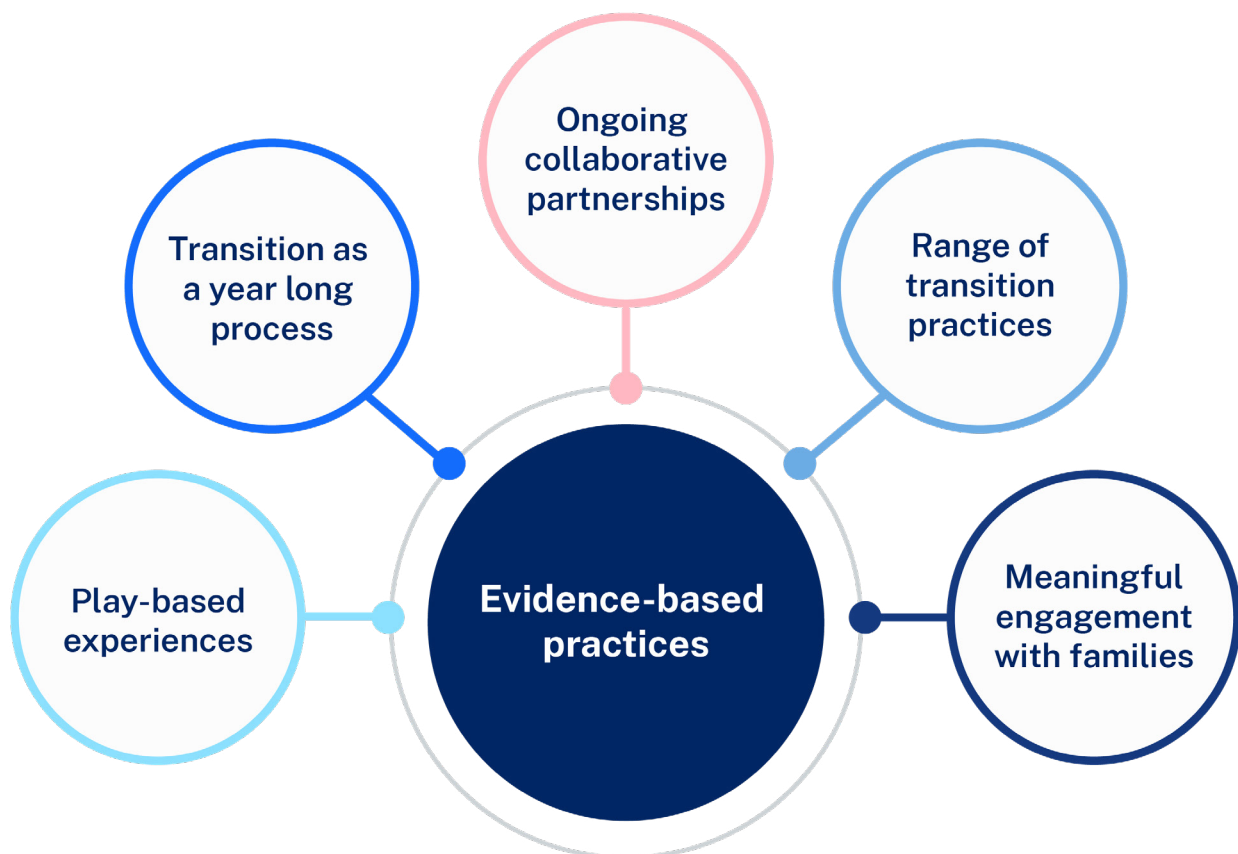 Ongoing
collaborative
partnerships
Transition as
a year long
process
Range of
transition
practices
Play-based
experiences
Evidence-based
practices
Meaningful
engagement
with families